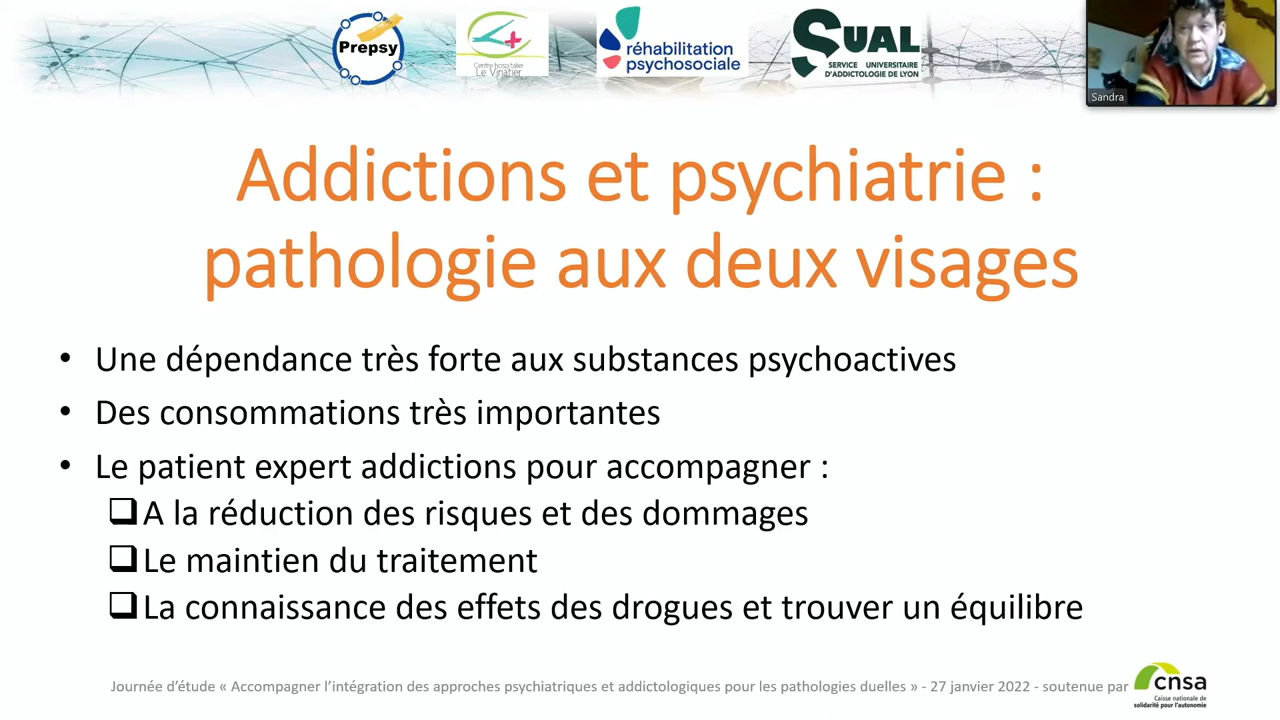 Prepsy
Centre hospitalier
Le Vinatier
réhabilitation
psychosociale
SUAL
SERVICE UNIVERSITAIRE
D'ADDICTOLOGIE DE LYON
Sandra
Addictions et psychiatrie :
pathologie aux deux visages
• Une dépendance très forte aux substances psychoactives
• Des consommations très importantes
• Le patient expert addictions pour accompagner :
❑A la réduction des risques et des dommages
❑Le maintien du traitement
❑La connaissance des effets des drogues et trouver un équilibre
Journée d'étude « Accompagner l'intégration des approches psychiatriques et addictologiques pour les pathologies duelles » - 27 janvier 2022 - soutenue par
cnsa
Caisse nationale de
solidarité pour l'autonomie